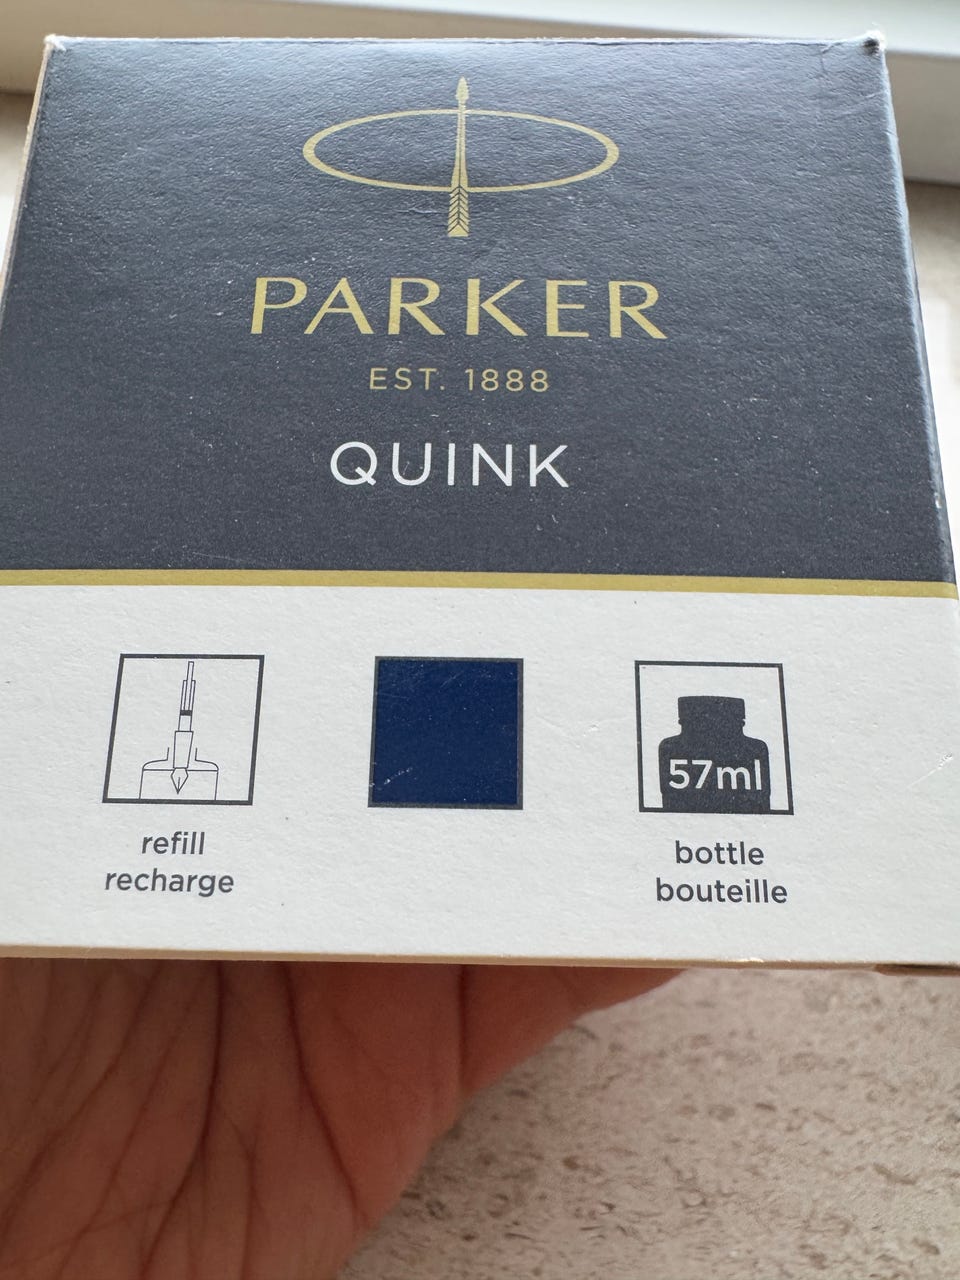 PARKER
EST. 1888
QUINK
57ml
refill
recharge
bottle
bouteille